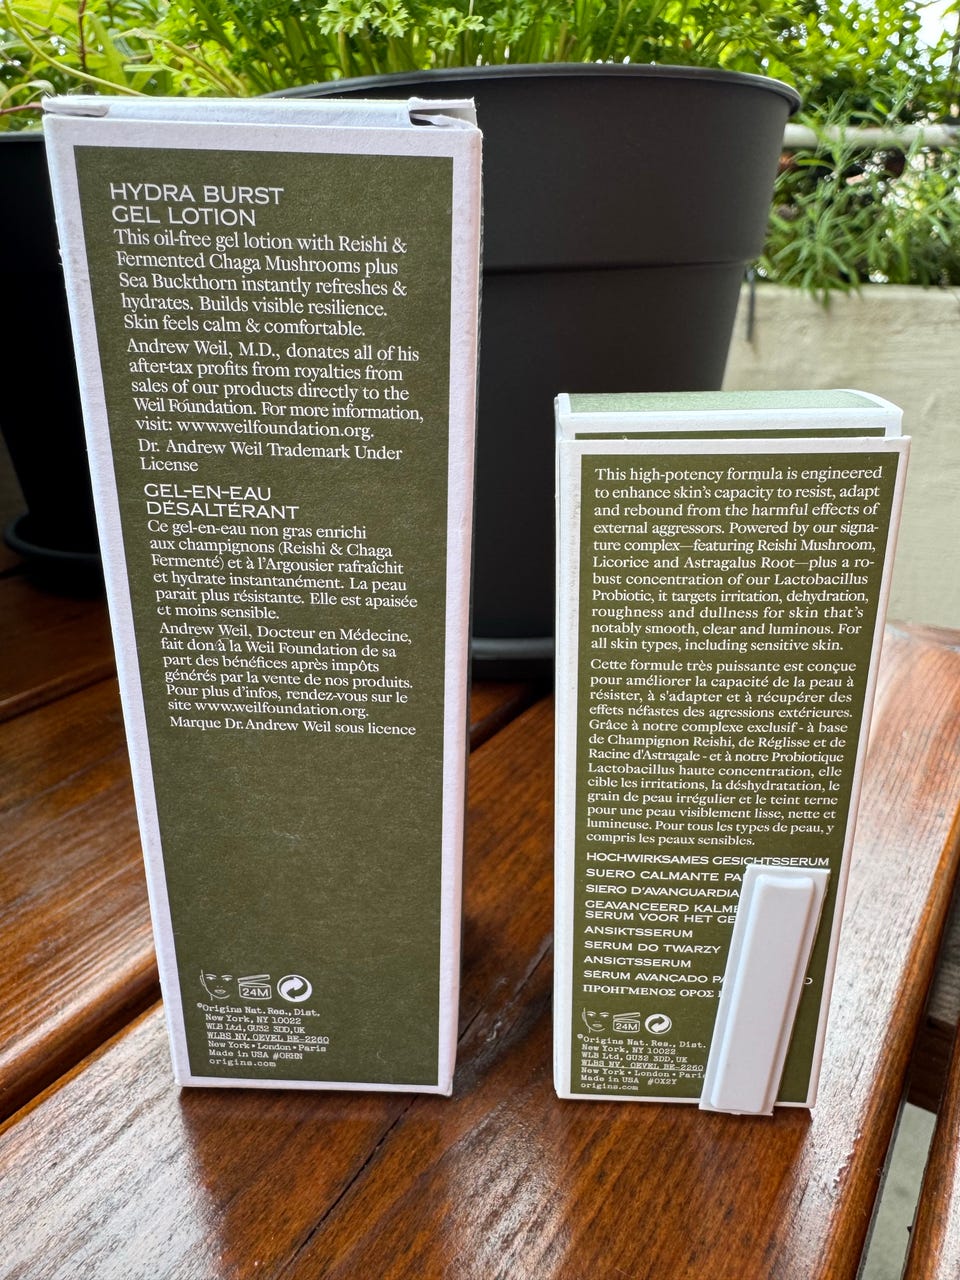 HYDRA BURST
GEL LOTION
This oil-free gel lotion with Reishi &
Fermented Chaga Mushrooms plus
Sea Buckthorn instantly refreshes &
hydrates. Builds visible resilience.
Skin feels calm & comfortable.
Andrew Weil, M.D., donates all of his
after-tax profits from royalties from
sales of our products directly to the
Weil Foundation. For more information,
visit: www.weilfoundation.org.
Dr. Andrew Weil Trademark Under
License
GEL-EN-EAU
DÉSALTÉRANT
Ce gel-en-eau non gras enrichi
aux champignons (Reishi & Chaga
Fermenté) et à l'Argousier rafraîchit
et hydrate instantanément. La peau
parait plus résistante. Elle est apaisée
et moins sensible.
Andrew Weil, Docteur en Médecine,
fait don à la Weil Foundation de sa
part des bénéfices après impôts
générés par la vente de nos produits.
Pour plus d'infos, rendez-vous sur le
site www.weilfoundation.org.
Marque Dr. Andrew Weil sous licence
24M
©Origins Nat. Res., Dist.
New York, NY 10022
WLB Ltd, GU32 3DD, UK
WLBS NV, OEVEL BE-2260
New York • London • Paris
Made in USA #0RHN
origins.com
This high-potency formula is engineered
to enhance skin's capacity to resist, adapt
and rebound from the harmful effects of
external aggressors. Powered by our signa-
ture complex—featuring Reishi Mushroom,
Licorice and Astragalus Root—plus a ro-
bust concentration of our Lactobacillus
Probiotic, it targets irritation, dehydration,
roughness and dullness for skin that's
notably smooth, clear and luminous. For
all skin types, including sensitive skin.
Cette formule très puissante est conçue
pour améliorer la capacité de la peau à
résister, à s'adapter et à récupérer des
effets néfastes des agressions extérieures.
Grâce à notre complexe exclusif - à base
de Champignon Reishi, de Réglisse et de
Racine d'Astragale - et à notre Probiotique
Lactobacillus haute concentration, elle
cible les irritations, la déshydratation, le
grain de peau irrégulier et le teint terne
pour une peau visiblement lisse, nette et
lumineuse. Pour tous les types de peau, y
compris les peaux sensibles.
HOCHWIRKSAMES GESICHTSSERUM
SUERO CALMANTE
SIERO D'AVANGUARDIA
GEAVANCEERD
SERUM VOOR HET
ANSIKTSSERUM
SERUM DO TWARZY
ANSIGTSSERUM
SÉRUM AVANÇADO
ΠΡΟΗΓΜΕΝΟΣ ΟΡΟΣ
24M
©Origins Nat. Res., Dist.
New York, NY 10022
WLB Ltd, GU32 3DD, UK
WLBS NV, OEVEL BE-2260
New York • London • Paris
Made in USA #0X2Y
origins.com